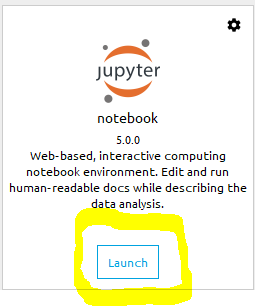 jupyter
notebook
5.0.0
Web-based, interactive computing
notebook environment. Edit and run
human-readable docs while describing the
data analysis.
Launch